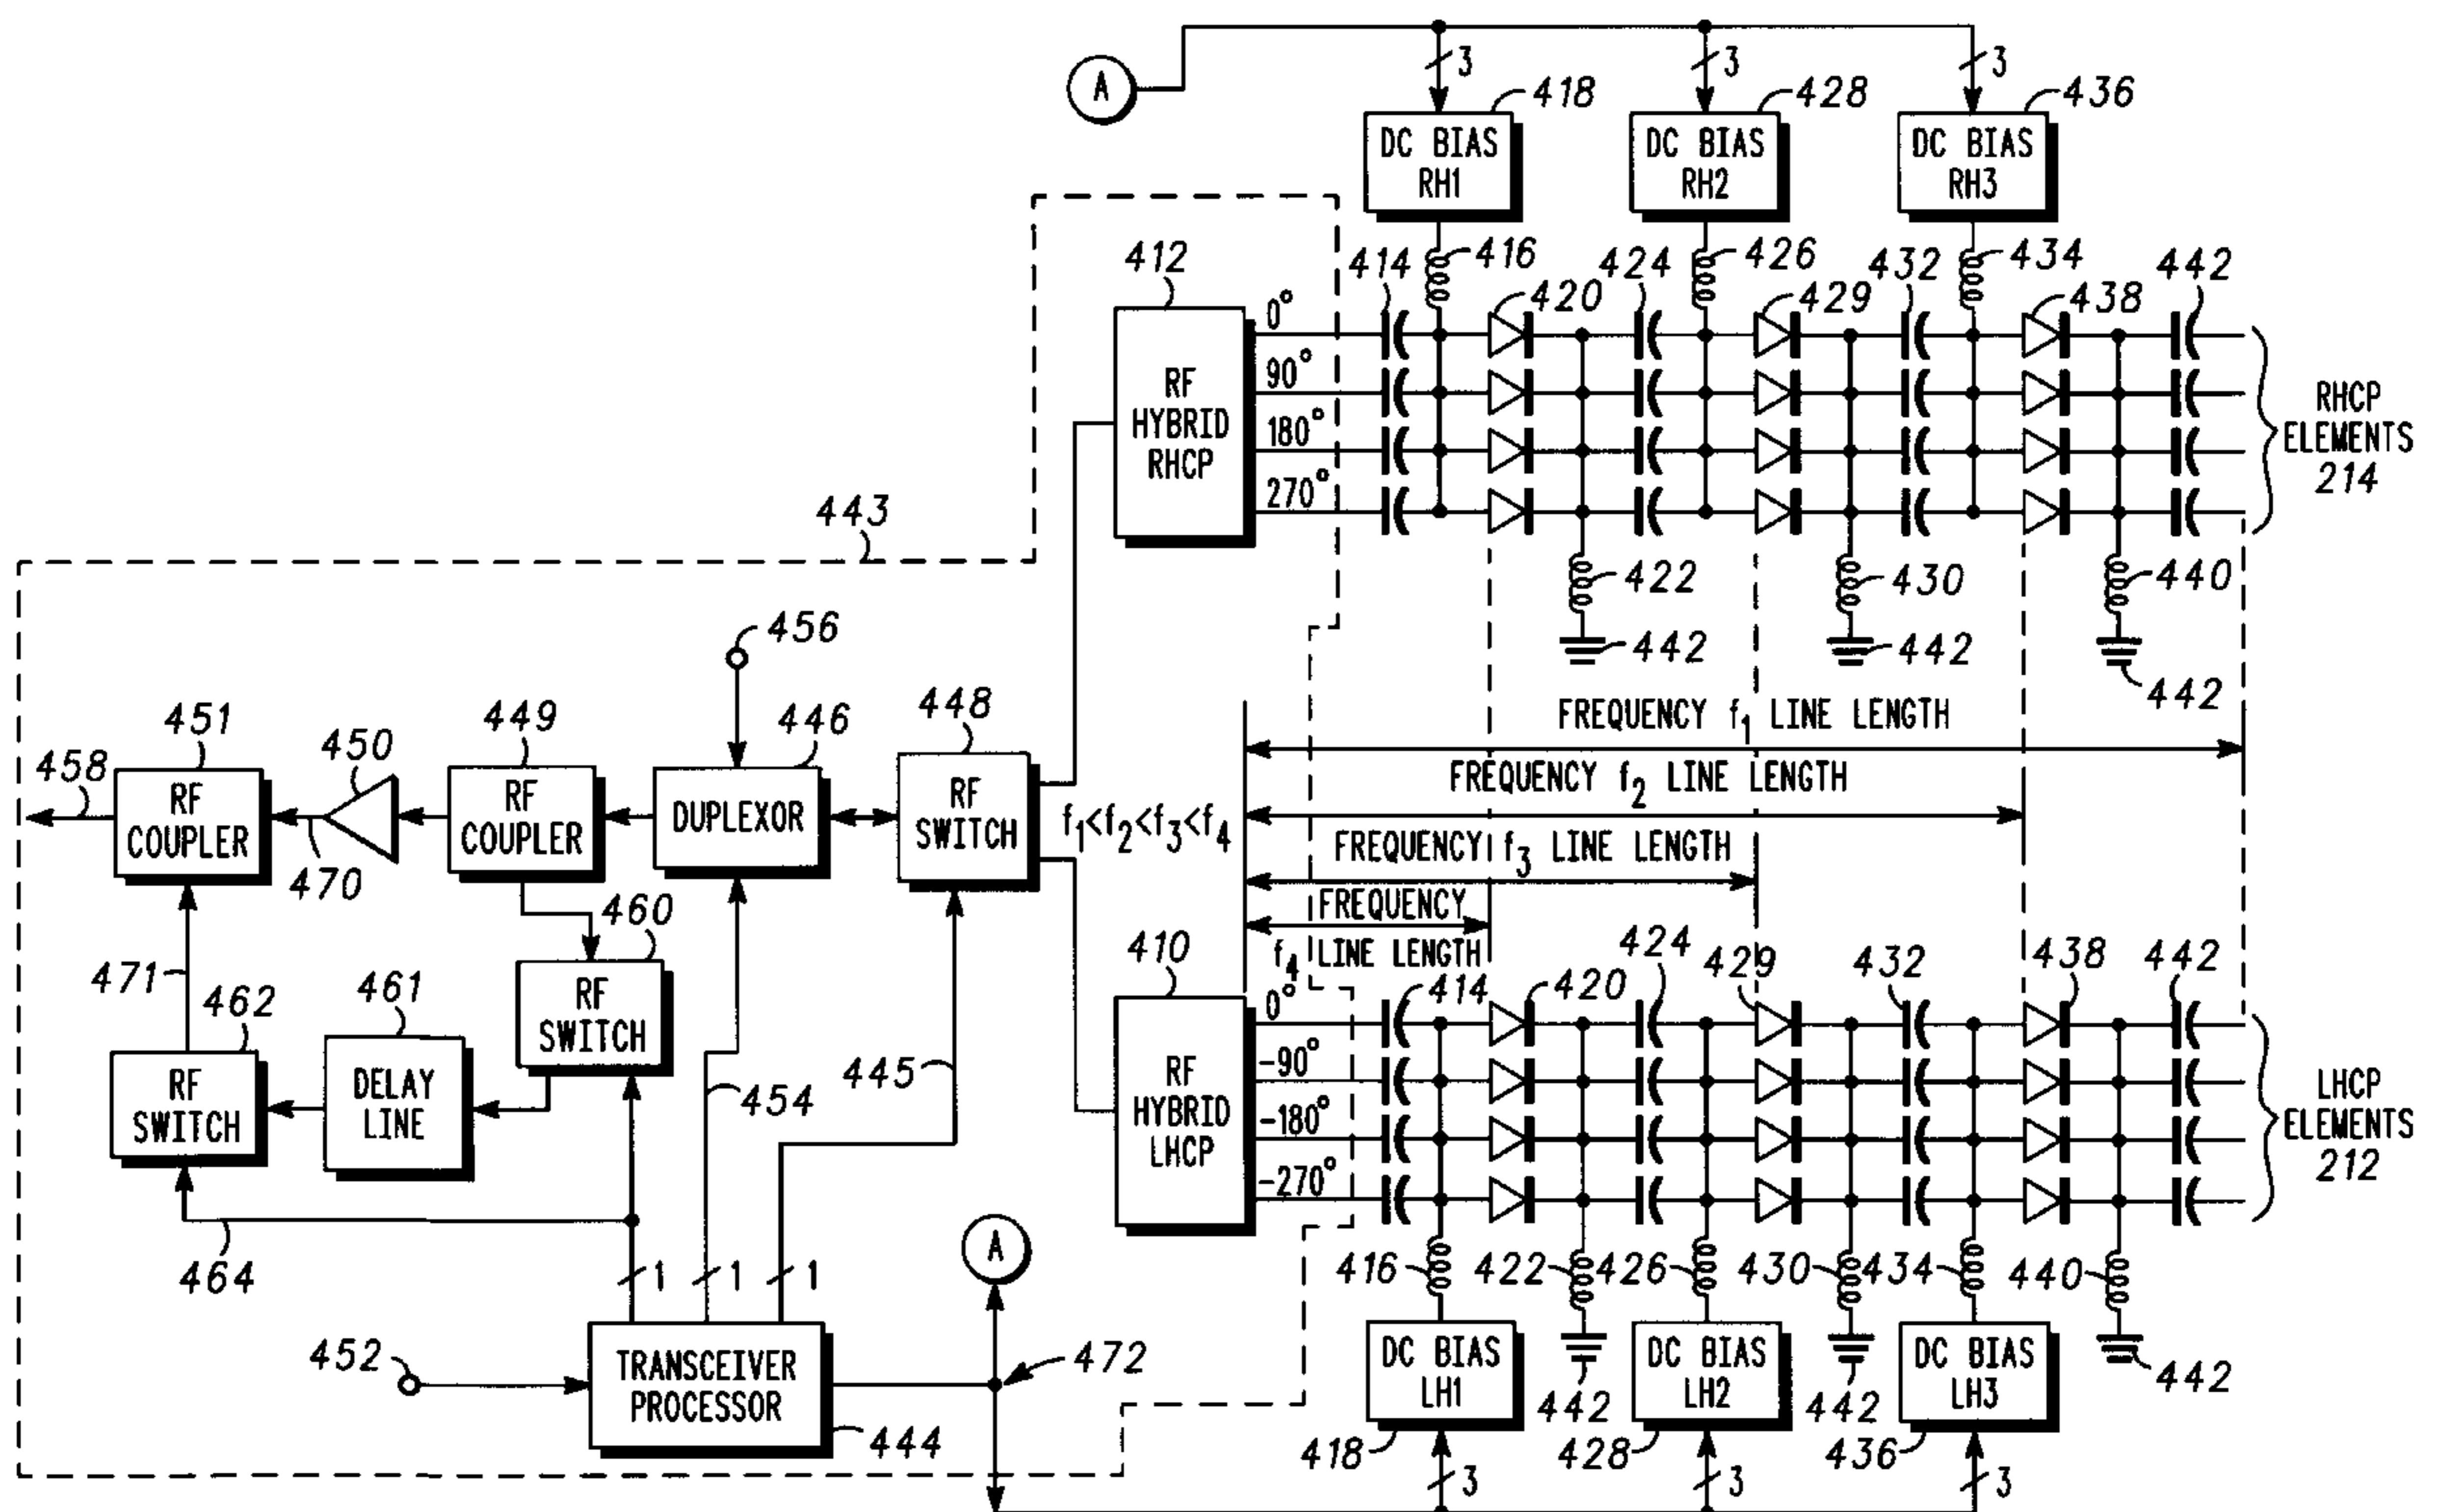 A
3
3
3
418
428
436
DC BIAS
RH1
DC BIAS
RH2
DC BIAS
RH3
412
414
416
424
426
432
434
442
420
429
438
RF
HYBRID
RHCP
0°
90°
180°
270°
RHCP
ELEMENTS
214
443
422
430
440
442
442
442
456
451
450
449
446
448
458
RF
COUPLER
RF
COUPLER
DUPLEXOR
RF
SWITCH
470
f1<f2<f3<f4
FREQUENCY f1 LINE LENGTH
FREQUENCY f2 LINE LENGTH
FREQUENCY f3 LINE LENGTH
FREQUENCY
f4 LINE LENGTH
460
471
462
461
RF
SWITCH
RF
SWITCH
DELAY
LINE
454
445
464
1
1
1
410
RF
HYBRID
LHCP
0°
-90°
-180°
-270°
414
420
424
429
432
438
442
LHCP
ELEMENTS
212
A
416
422
426
430
434
440
452
TRANSCEIVER
PROCESSOR
472
444
DC BIAS
LH1
DC BIAS
LH2
DC BIAS
LH3
442
442
442
418
428
436
3
3
3